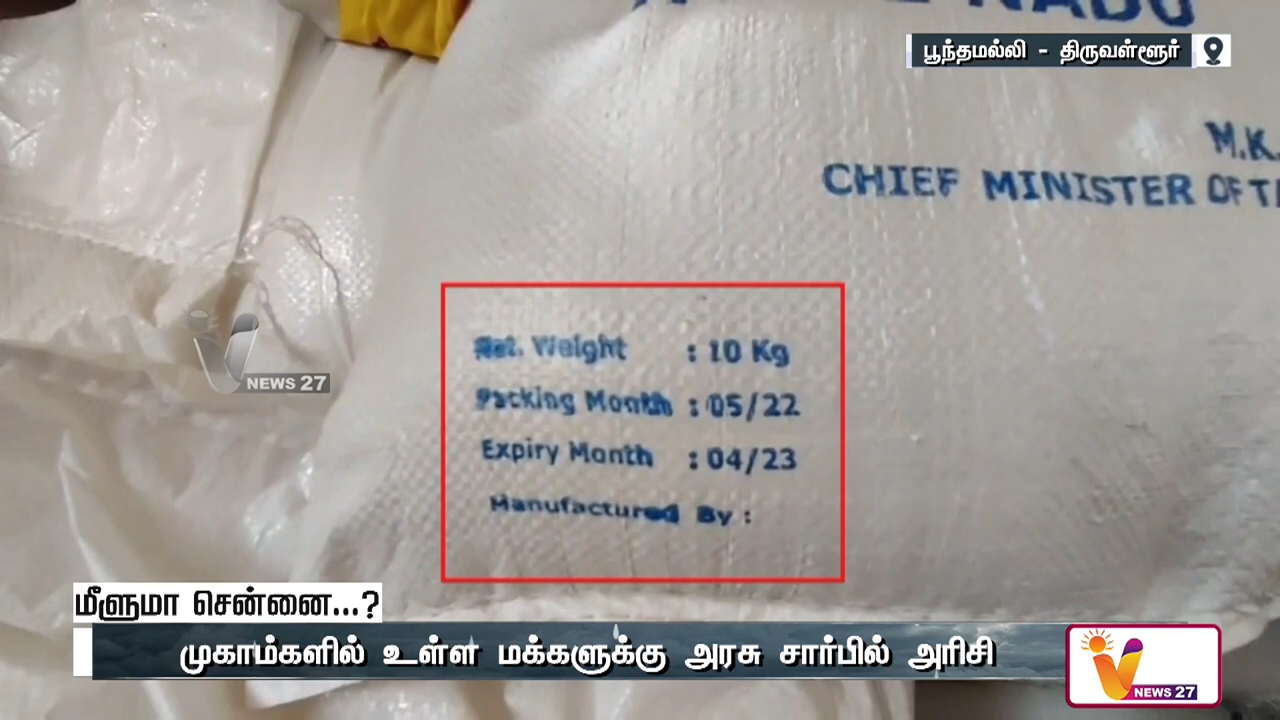 NADU
பூந்தமல்லி - திருவள்ளூர்
M.K.
CHIEF MINISTER OF
Net. Weight : 10 Kg
Packing Month : 05/22
Expiry Month : 04/23
Manufactured By :
NEWS 27
மீளுமா சென்னை...?
முகாம்களில் உள்ள மக்களுக்கு அரசு சார்பில் அரிசி
NEWS 27